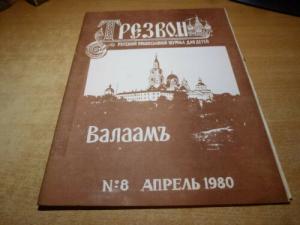 ТРЕЗВОН
РУССКИЙ ПРАВОСЛАВНЫЙ ЖУРНАЛ ДЛЯ ДЕТЕЙ
ВАЛААМЪ
№8 АПРЕЛЬ 1980